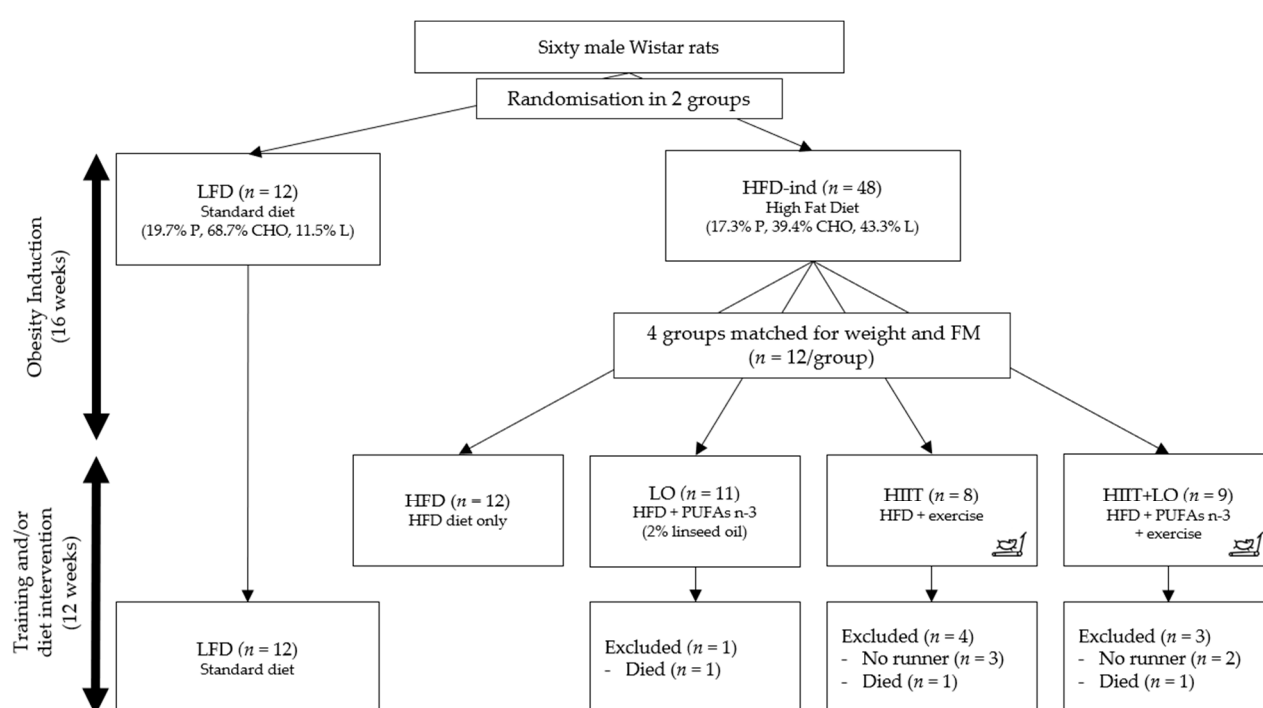 Sixty male Wistar rats
Randomisation in 2 groups
Obesity Induction
(16 weeks)
LFD (n = 12)
Standard diet
(19.7% P, 68.7% CHO, 11.5% L)
HFD-ind (n = 48)
High Fat Diet
(17.3% P, 39.4% CHO, 43.3% L)
4 groups matched for weight and FM
(n = 12/group)
Training and/or
diet intervention
(12 weeks)
HFD (n = 12)
HFD diet only
LO (n = 11)
HFD + PUFAs n-3
(2% linseed oil)
HIIT (n = 8)
HFD + exercise
HIIT+LO (n = 9)
HFD + PUFAs n-3
+ exercise
LFD (n = 12)
Standard diet
Excluded (n = 1)
- Died (n = 1)
Excluded (n = 4)
- No runner (n = 3)
- Died (n = 1)
Excluded (n = 3)
- No runner (n = 2)
- Died (n = 1)